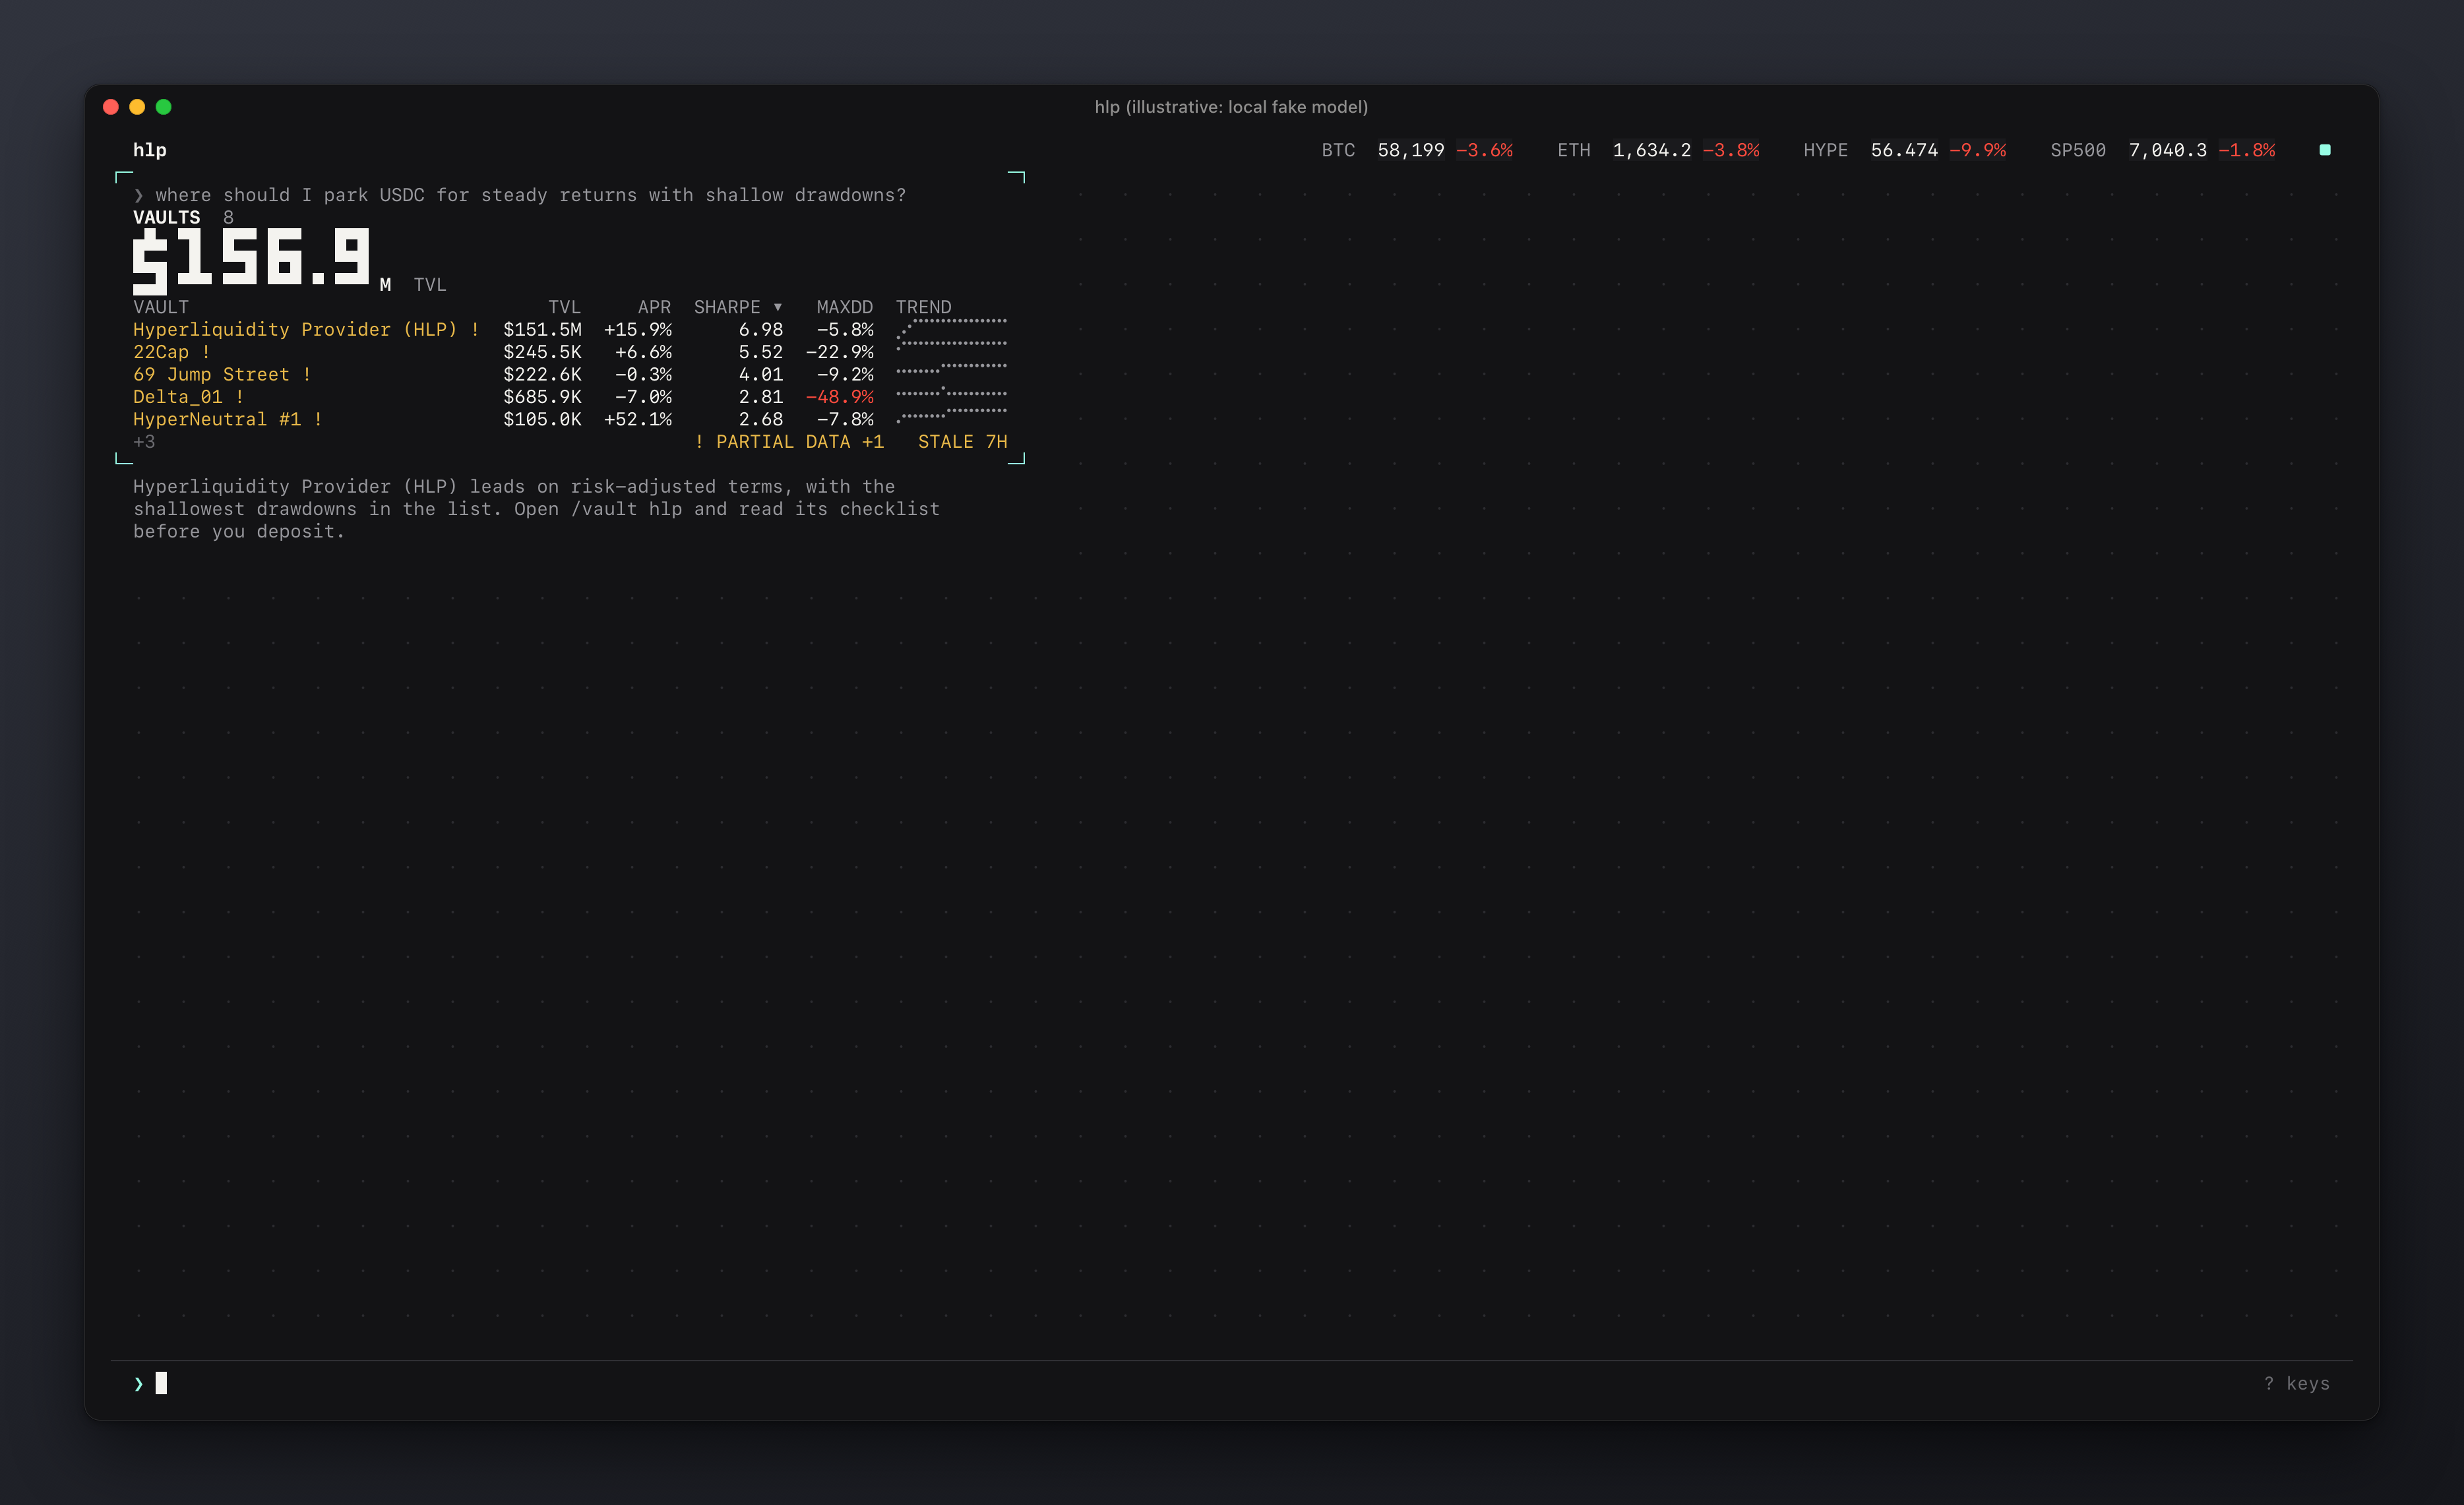 hlp (illustrative: local fake model)
hlp BTC 58,199 −3.6% ETH 1,634.2 −3.8% HYPE 56.474 −9.9% SP500 7,040.3 −1.8%
❯ where should I park USDC for steady returns with shallow drawdowns?
VAULTS 8
$156.9 M TVL
VAULT TVL APR SHARPE ▼ MAXDD TREND
Hyperliquidity Provider (HLP) ! $151.5M +15.9% 6.98 −5.8%
22Cap ! $245.5K +6.6% 5.52 −22.9%
69 Jump Street ! $222.6K −0.3% 4.01 −9.2%
Delta_01 ! $685.9K −7.0% 2.81 −48.9%
HyperNeutral #1 ! $105.0K +52.1% 2.68 −7.8%
+3 ! PARTIAL DATA +1 STALE 7H
Hyperliquidity Provider (HLP) leads on risk-adjusted terms, with the
shallowest drawdowns in the list. Open /vault hlp and read its checklist
before you deposit.
❯ ? keys